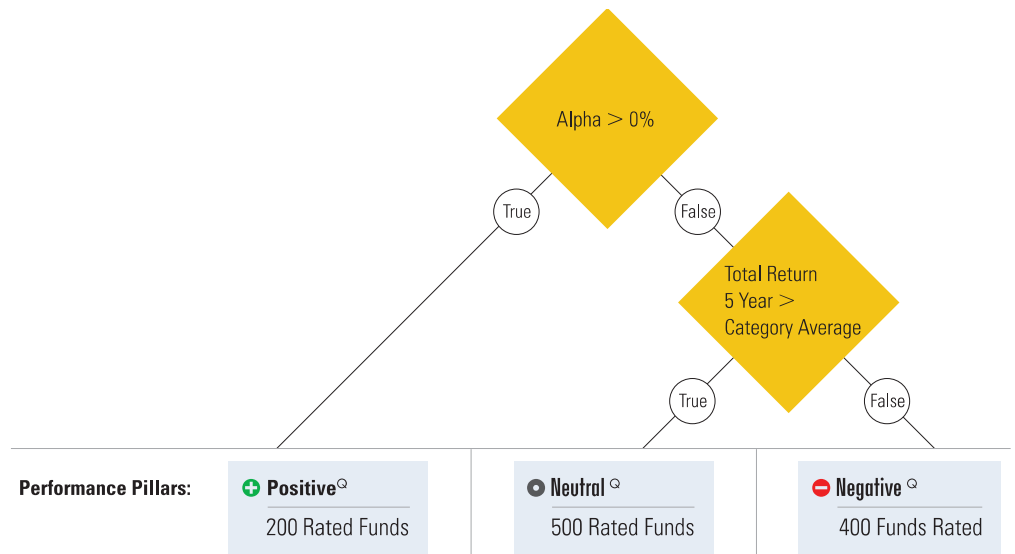 Alpha > 0%
True
False
Total Return
5 Year >
Category Average
True
False
Performance Pillars:
Positive Q
200 Rated Funds
Neutral Q
500 Rated Funds
Negative Q
400 Funds Rated